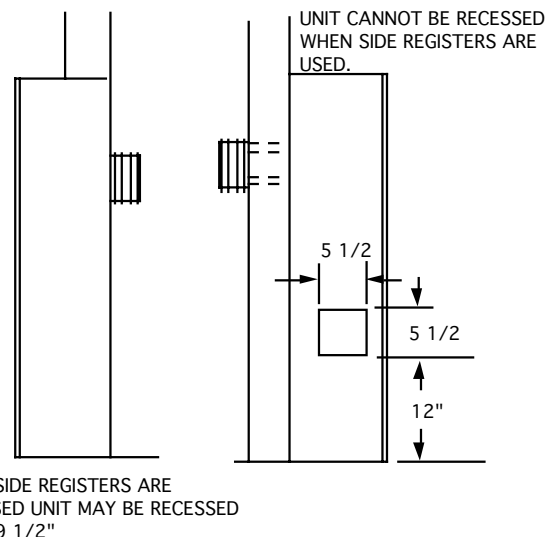 UNIT CANNOT BE RECESSED
WHEN SIDE REGISTERS ARE
USED.
5 1/2
5 1/2
12"
SIDE REGISTERS ARE
UNIT MAY BE RECESSED
9 1/2"